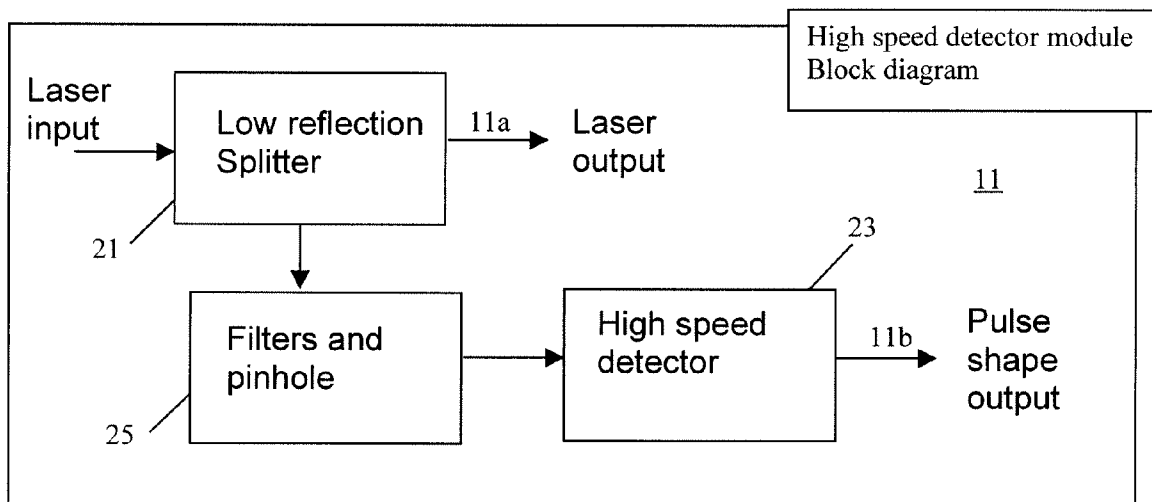 High speed detector module
Block diagram
Laser
input
Low reflection
Splitter
11a
Laser
output
11
21
23
Filters and
pinhole
High speed
detector
11b
Pulse
shape
output
25